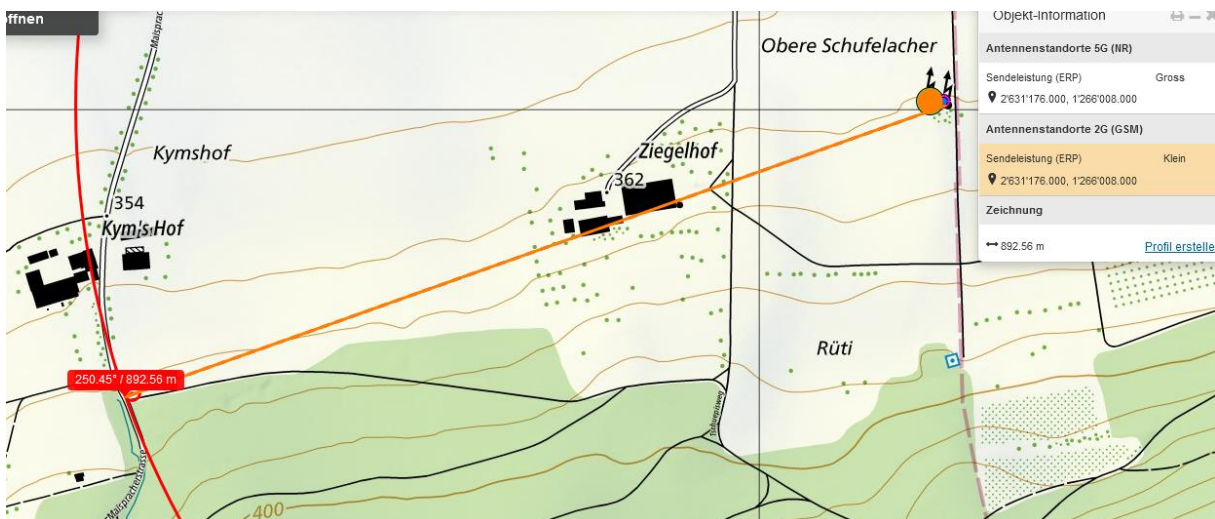 öffnen
Objekt-Information
Antennenstandorte 5G (NR)
Sendeleistung (ERP) Gross
2'631'176.000, 1'266'008.000
Antennenstandorte 2G (GSM)
Sendeleistung (ERP) Klein
2'631'176.000, 1'266'008.000
Zeichnung
892.56 m Profil erstelle
Obere Schufelacher
Kymshof
Ziegelhof
362
354
Kym's Hof
Rüti
250.45° / 892.56 m
Maispracherstrasse
400